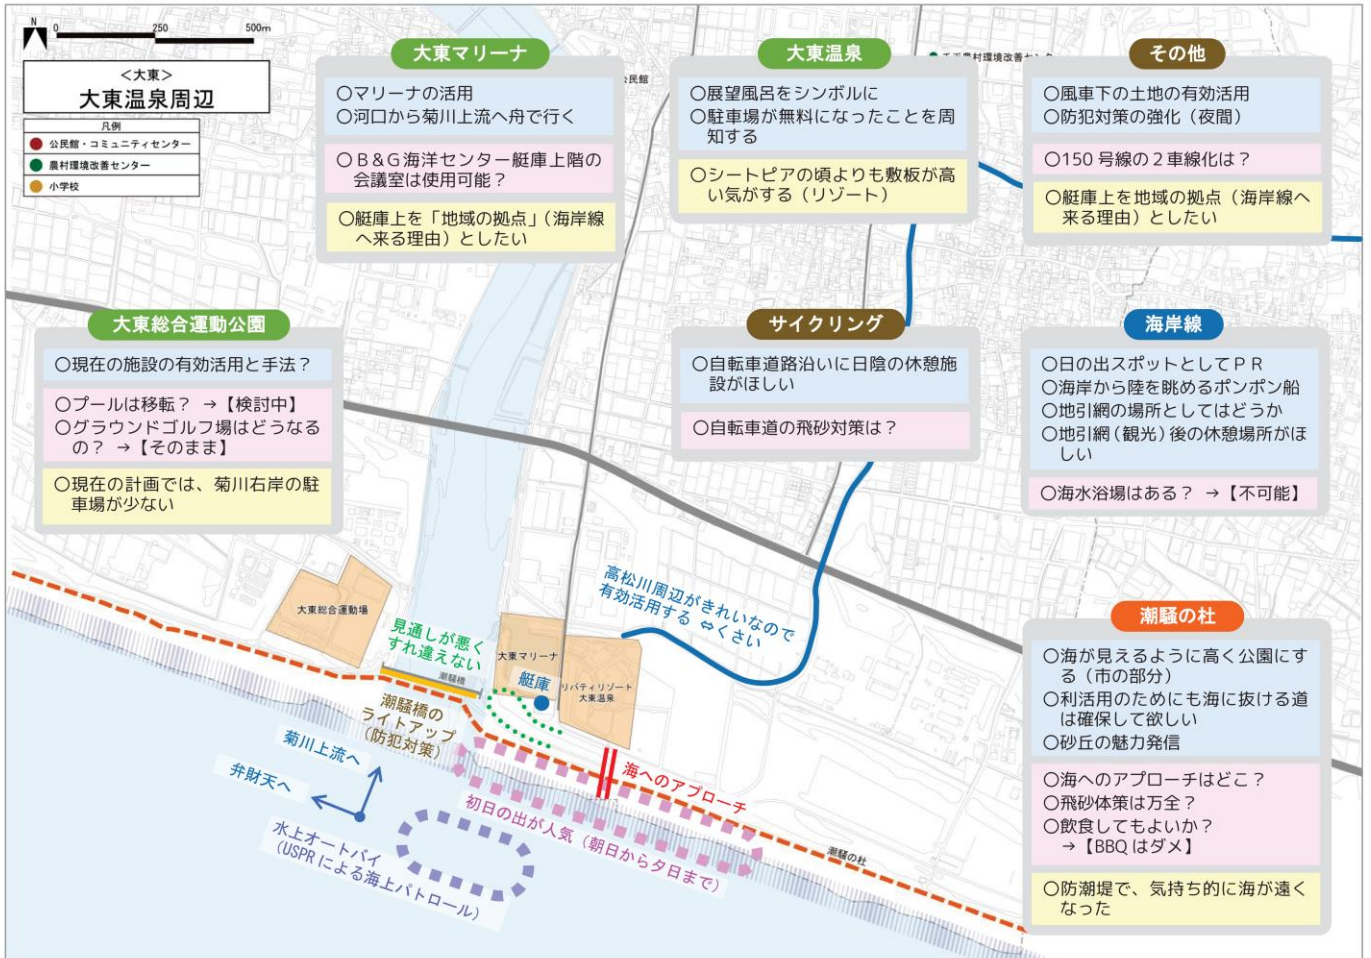 N
0
250
500m
＜大東＞
大東温泉周辺
凡例
公民館・コミュニティセンター
農村環境改善センター
小学校
公民館
大東マリーナ
○マリーナの活用
○河口から菊川上流へ舟で行く
○Ｂ＆Ｇ海洋センター艇庫上階の
会議室は使用可能？
○艇庫上を「地域の拠点」（海岸線
へ来る理由）としたい
大東温泉
○展望風呂をシンボルに
○駐車場が無料になったことを周
知する
○シートピアの頃よりも敷板が高
い気がする（リゾート）
農村環境改善センター
その他
○風車下の土地の有効活用
○防犯対策の強化（夜間）
○150 号線の２車線化は？
○艇庫上を地域の拠点（海岸線へ
来る理由）としたい
大東総合運動公園
○現在の施設の有効活用と手法？
○プールは移転？ →【検討中】
○グラウンドゴルフ場はどうなる
の？ →【そのまま】
○現在の計画では、菊川右岸の駐
車場が少ない
サイクリング
○自転車道路沿いに日陰の休憩施
設がほしい
○自転車道の飛砂対策は？
海岸線
○日の出スポットとしてＰＲ
○海岸から陸を眺めるポンポン船
○地引網の場所としてはどうか
○地引網（観光）後の休憩場所がほ
しい
○海水浴場はある？ →【不可能】
潮騒の杜
○海が見えるように高く公園にす
る（市の部分）
○利活用のためにも海に抜ける道
は確保して欲しい
○砂丘の魅力発信
○海へのアプローチはどこ？
○飛砂体策は万全？
○飲食してもよいか？
→【BBQ はダメ】
○防潮堤で、気持ち的に海が遠く
なった
大東総合運動場
見通しが悪く
すれ違えない
潮騒橋
大東マリーナ
艇庫
リバティリゾート
大東温泉
高松川周辺がきれいなので
有効活用する ⇔くさい
潮騒橋の
ライトアップ
（防犯対策）
菊川上流へ
弁財天へ
海へのアプローチ
初日の出が人気（朝日から夕日まで）
水上オートバイ
（USPR による海上パトロール）
潮騒の杜